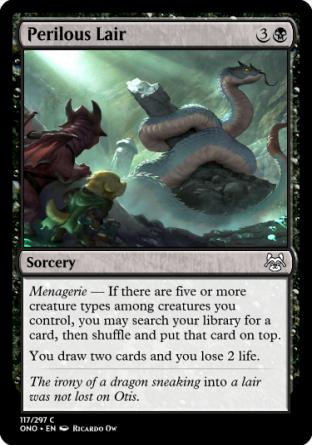 Perilous Lair 3
Sorcery
Menagerie — If there are five or more
creature types among creatures you
control, you may search your library for a
card, then shuffle and put that card on top.
You draw two cards and you lose 2 life.
The irony of a dragon sneaking into a lair
was not lost on Otis.
117/297 C
ONO • EN Ricardo Ow